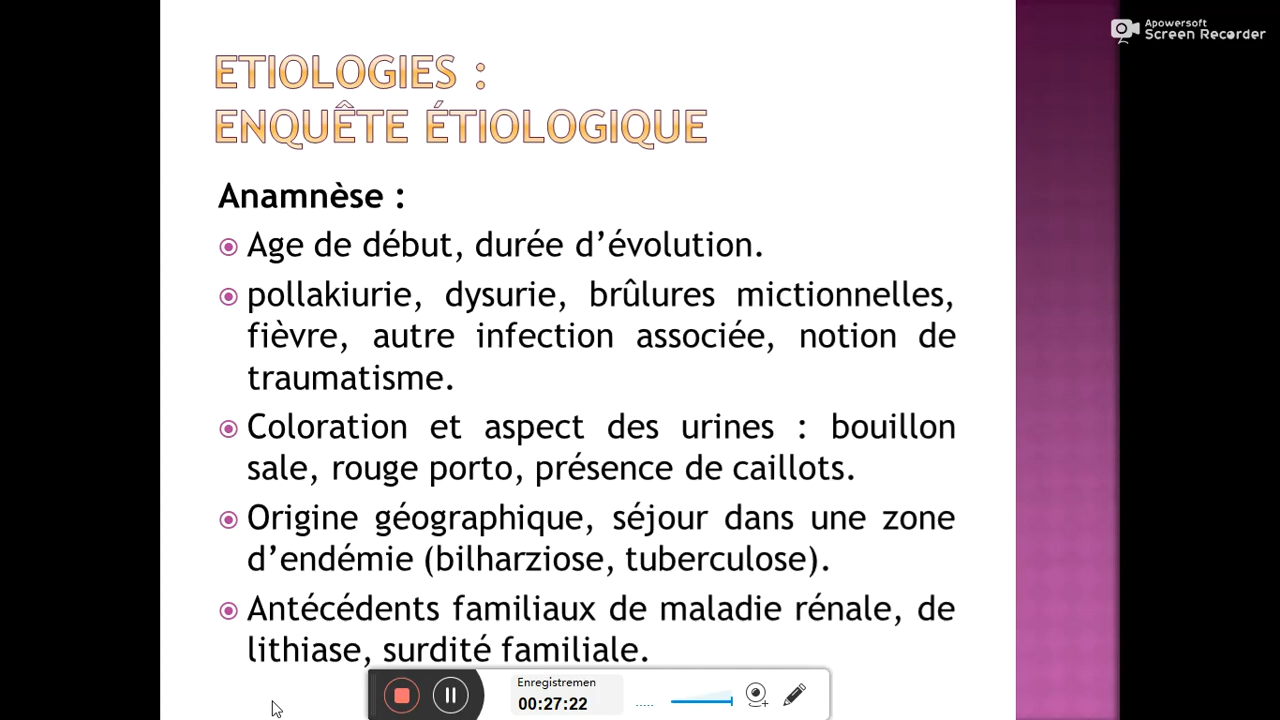 Apowersoft
Screen Recorder
ETIOLOGIES :
ENQUÊTE ÉTIOLOGIQUE
Anamnèse :
Age de début, durée d’évolution.
pollakiurie, dysurie, brûlures mictionnelles,
fièvre, autre infection associée, notion de
traumatisme.
Coloration et aspect des urines : bouillon
sale, rouge porto, présence de caillots.
Origine géographique, séjour dans une zone
d’endémie (bilharziose, tuberculose).
Antécédents familiaux de maladie rénale, de
lithiase, surdité familiale.
Enregistremen
00:27:22